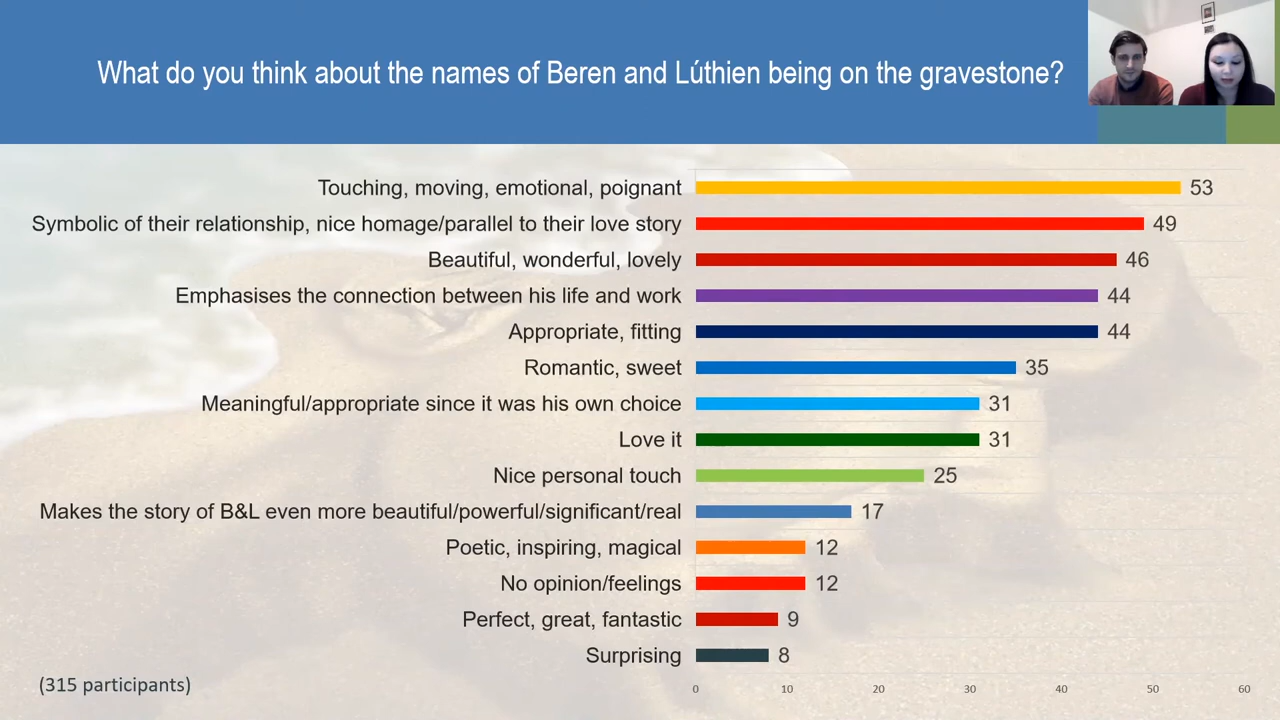 What do you think about the names of Beren and Lúthien being on the gravestone?
Touching, moving, emotional, poignant 53
Symbolic of their relationship, nice homage/parallel to their love story 49
Beautiful, wonderful, lovely 46
Emphasises the connection between his life and work 44
Appropriate, fitting 44
Romantic, sweet 35
Meaningful/appropriate since it was his own choice 31
Love it 31
Nice personal touch 25
Makes the story of B&L even more beautiful/powerful/significant/real 17
Poetic, inspiring, magical 12
No opinion/feelings 12
Perfect, great, fantastic 9
Surprising 8
(315 participants)
0 10 20 30 40 50 60